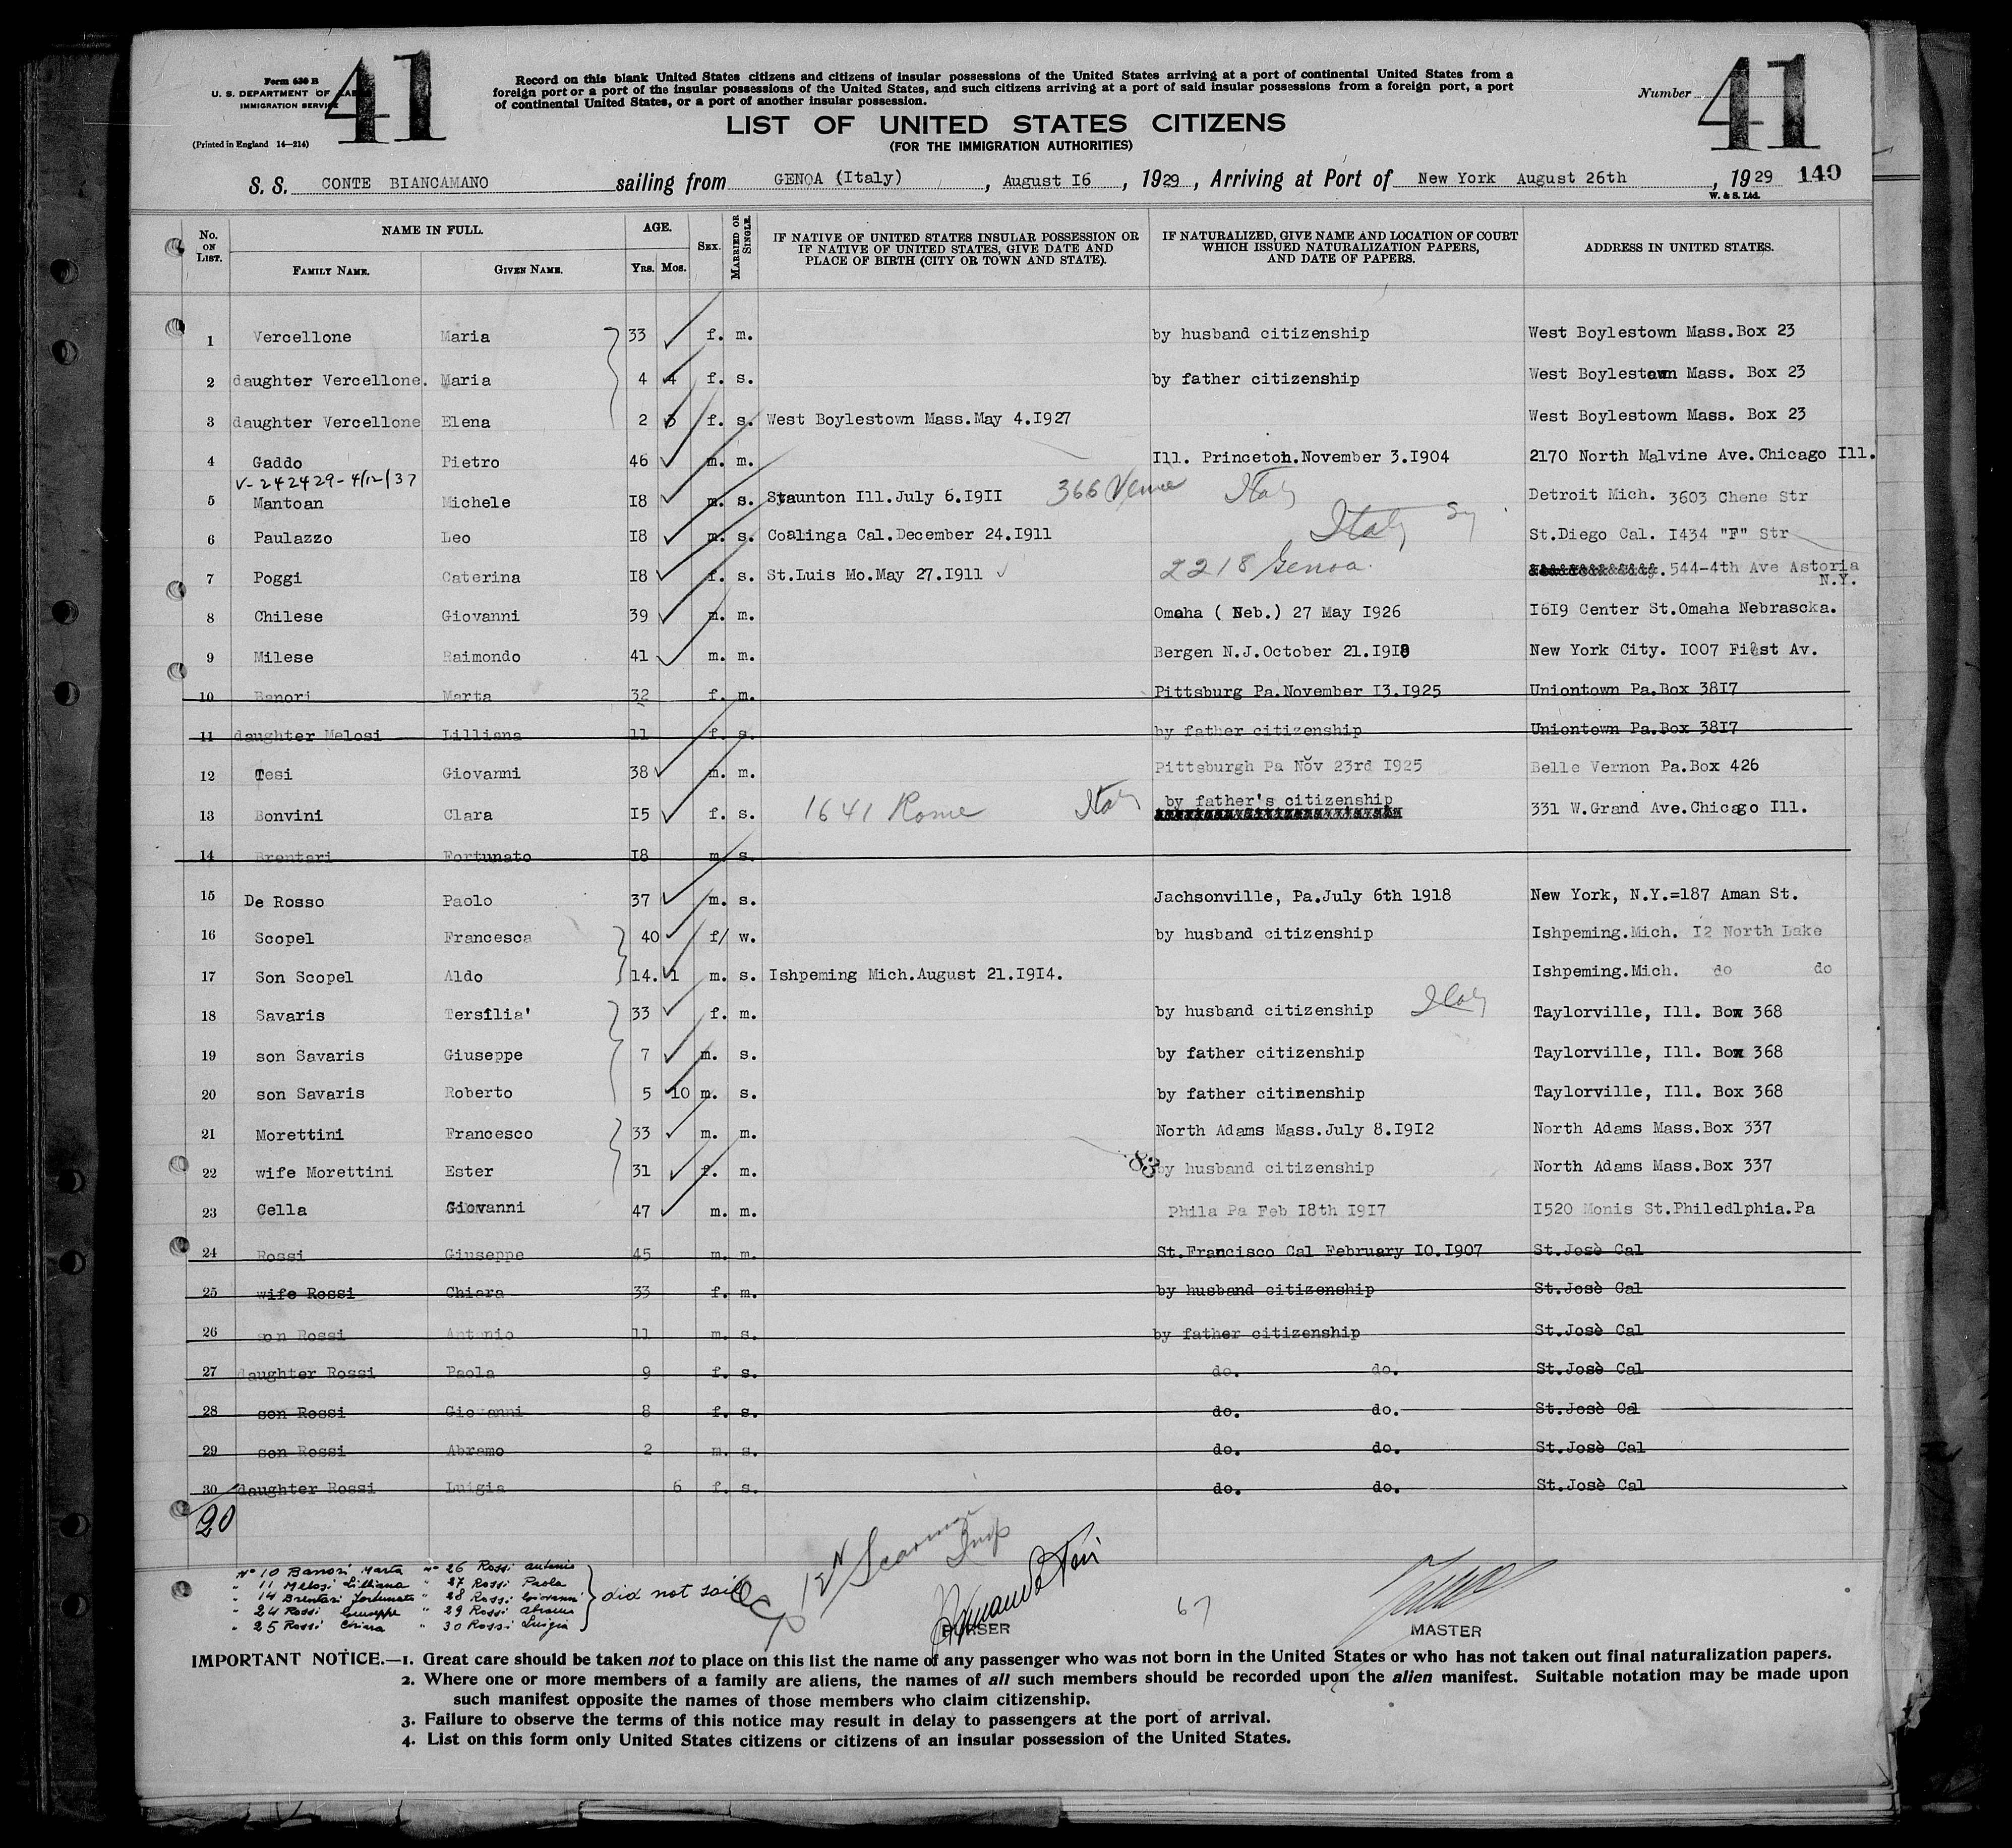 Form 630 B
U. S. DEPARTMENT OF LABOR
IMMIGRATION SERVICE
(Printed in England 14—214)
41
Record on this blank United States citizens and citizens of insular possessions of the United States arriving at a port of continental United States from a
foreign port or a port of the insular possessions of the United States, and such citizens arriving at a port of said insular possessions from a foreign port, a port
of continental United States, or a port of another insular possession.
LIST OF UNITED STATES CITIZENS
(FOR THE IMMIGRATION AUTHORITIES)
Number
41
S. S. CONTE BIANCAMANO sailing from GENOA (Italy), August I6, 1929, Arriving at Port of New York August 26th, 1929 140
W. & S. Ltd.
No. ON LIST. NAME IN FULL. FAMILY NAME. GIVEN NAME. AGE. YRS. MOS. SEX. MARRIED OR SINGLE. IF NATIVE OF UNITED STATES INSULAR POSSESSION OR IF NATIVE OF UNITED STATES, GIVE DATE AND PLACE OF BIRTH (CITY OR TOWN AND STATE). IF NATURALIZED, GIVE NAME AND LOCATION OF COURT WHICH ISSUED NATURALIZATION PAPERS, AND DATE OF PAPERS. ADDRESS IN UNITED STATES.
1 Vercellone Maria 33 f. m. by husband citizenship West Boylestown Mass.Box 23
2 daughter Vercellone. Maria 4 4 f. s. by father citizenship West Boylestown Mass. Box 23
3 daughter Vercellone Elena 2 3 f. s. West Boylestown Mass.May 4.I927 West Boylestown Mass. Box 23
4 Gaddo Pietro 46 m. m. Ill. Princeton.November 3.I904 2170 North Malvine Ave.Chicago Ill.
V-242429-4/12/37
5 Mantoan Michele I8 m. s. Staunton Ill.July 6.I9II 366 Italy Detroit Mich. 3603 Chene Str
6 Paulazzo Leo I8 m. s. Coalinga Cal.December 24.I911 Italy St.Diego Cal. I434 "F" Str
7 Poggi Caterina I8 f. s. St.Luis Mo.May 27.I911 2218 Genoa. 544-4th Ave Astoria
N.Y.
8 Chilese Giovanni 39 m. m. Omaha ( Neb.) 27 May I926 I619 Center St.Omaha Nebrascka.
9 Milese Raimondo 41 m. m. Bergen N.J.October 21.I918 New York City. I007 First Av.
10 Banori Marta 32 f. m. Pittsburg Pa.November I3.I925 Uniontown Pa.Box 38I7
11 daughter Melosi Lilliana 11 f. s. by father citizenship Uniontown Pa.Box 38I7
12 Tesi Giovanni 38 m. m. Pittsburgh Pa Nov 23rd I925 Belle Vernon Pa.Box 426
13 Bonvini Clara I5 f. s. 1641 Rome Italy by father's citizenship 331 W.Grand Ave.Chicago Ill.
14 Brentari Fortunato I8 m. s.
15 De Rosso Paolo 37 m. s. Jachsonville, Pa.July 6th 1918 New York, N.Y.=187 Aman St.
16 Scopel Francesca 40 f/ w. by husband citizenship Ishpeming.Mich. I2 North Lake
17 Son Scopel Aldo 14. 1 m. s. Ishpeming Mich.August 21.I9I4. Ishpeming.Mich. do do
18 Savaris Tersilia' 33 f. m. by husband citizenship Italy Taylorville, Ill. Box 368
19 son Savaris Giuseppe 7 m. s. by father citizenship Taylorville, Ill. Box 368
20 son Savaris Roberto 5 10 m. s. by father citinenship Taylorville, Ill. Box 368
21 Morettini Francesco 33 m. m. North Adams Mass.July 8.I9I2 North Adams Mass.Box 337
22 wife Morettini Ester 31 f. m. 83 by husband citizenship North Adams Mass.Box 337
23 Cella Giovanni 47 m. m. Phila Pa Feb I8th I9I7 I520 Monis St.Philedlphia.Pa
24 Rossi Giuseppe 45 m. m. St.Francisco Cal February I0.I907 St.Josè Cal
25 wife Rossi Chiara 33 f. m. by husband citizenship St.Josè Cal
26 son Rossi Antonio 11 m. s. by father citizenship St.Josè Cal
27 daughter Rossi Paola 9 f. s. do. do. St.Josè Cal
28 son Rossi Giovanni 8 f. s. do. do. St.Josè Cal
29 son Rossi Abramo 2 m. s. do. do. St.Josè Cal
30 daughter Rossi Luigia 6 f. s. do. do. St.Josè Cal
20
N° 10 Banori Marta N° 26 Rossi Antonio
" 11 Melosi Lilliana " 27 Rossi Paola
" 14 Brentari Fortunato " 28 Rossi Giovanni
" 24 Rossi Giuseppe " 29 Rossi Abramo
" 25 Rossi Chiara " 30 Rossi Luigia
did not sail
Insp
67
PURSER
MASTER
IMPORTANT NOTICE.—1. Great care should be taken not to place on this list the name of any passenger who was not born in the United States or who has not taken out final naturalization papers.
2. Where one or more members of a family are aliens, the names of all such members should be recorded upon the alien manifest. Suitable notation may be made upon
such manifest opposite the names of those members who claim citizenship.
3. Failure to observe the terms of this notice may result in delay to passengers at the port of arrival.
4. List on this form only United States citizens or citizens of an insular possession of the United States.